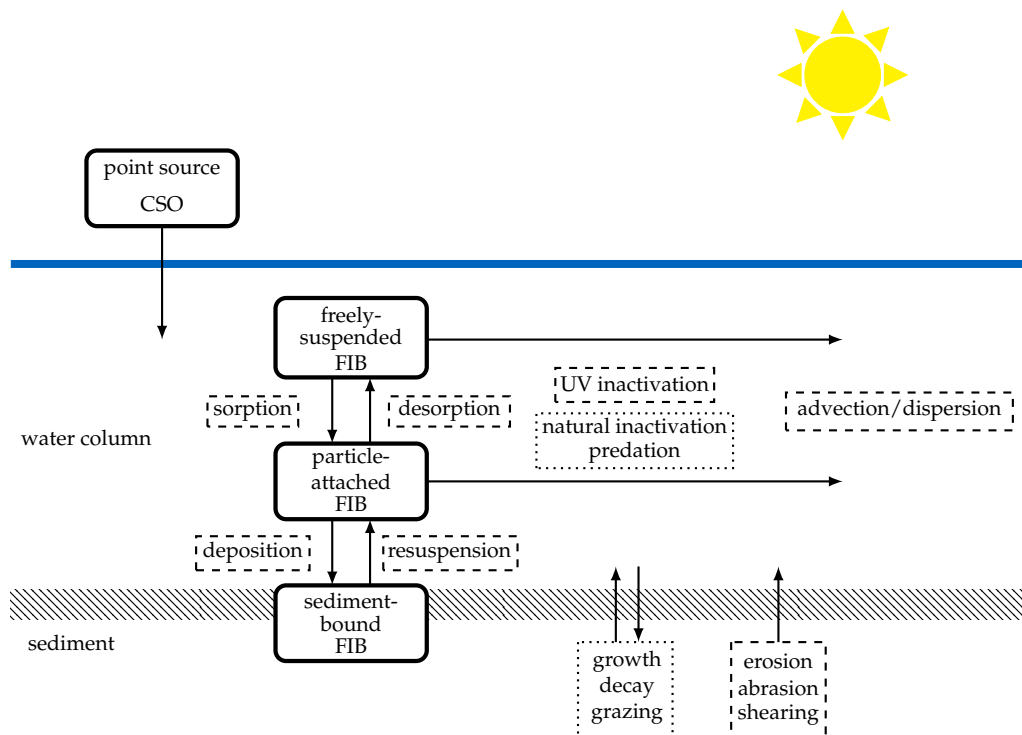 point source
CSO
freely-
suspended
FIB
UV inactivation
sorption
desorption
advection/dispersion
natural inactivation
predation
water column
particle-
attached
FIB
deposition
resuspension
sediment-
bound
FIB
sediment
growth
decay
grazing
erosion
abrasion
shearing